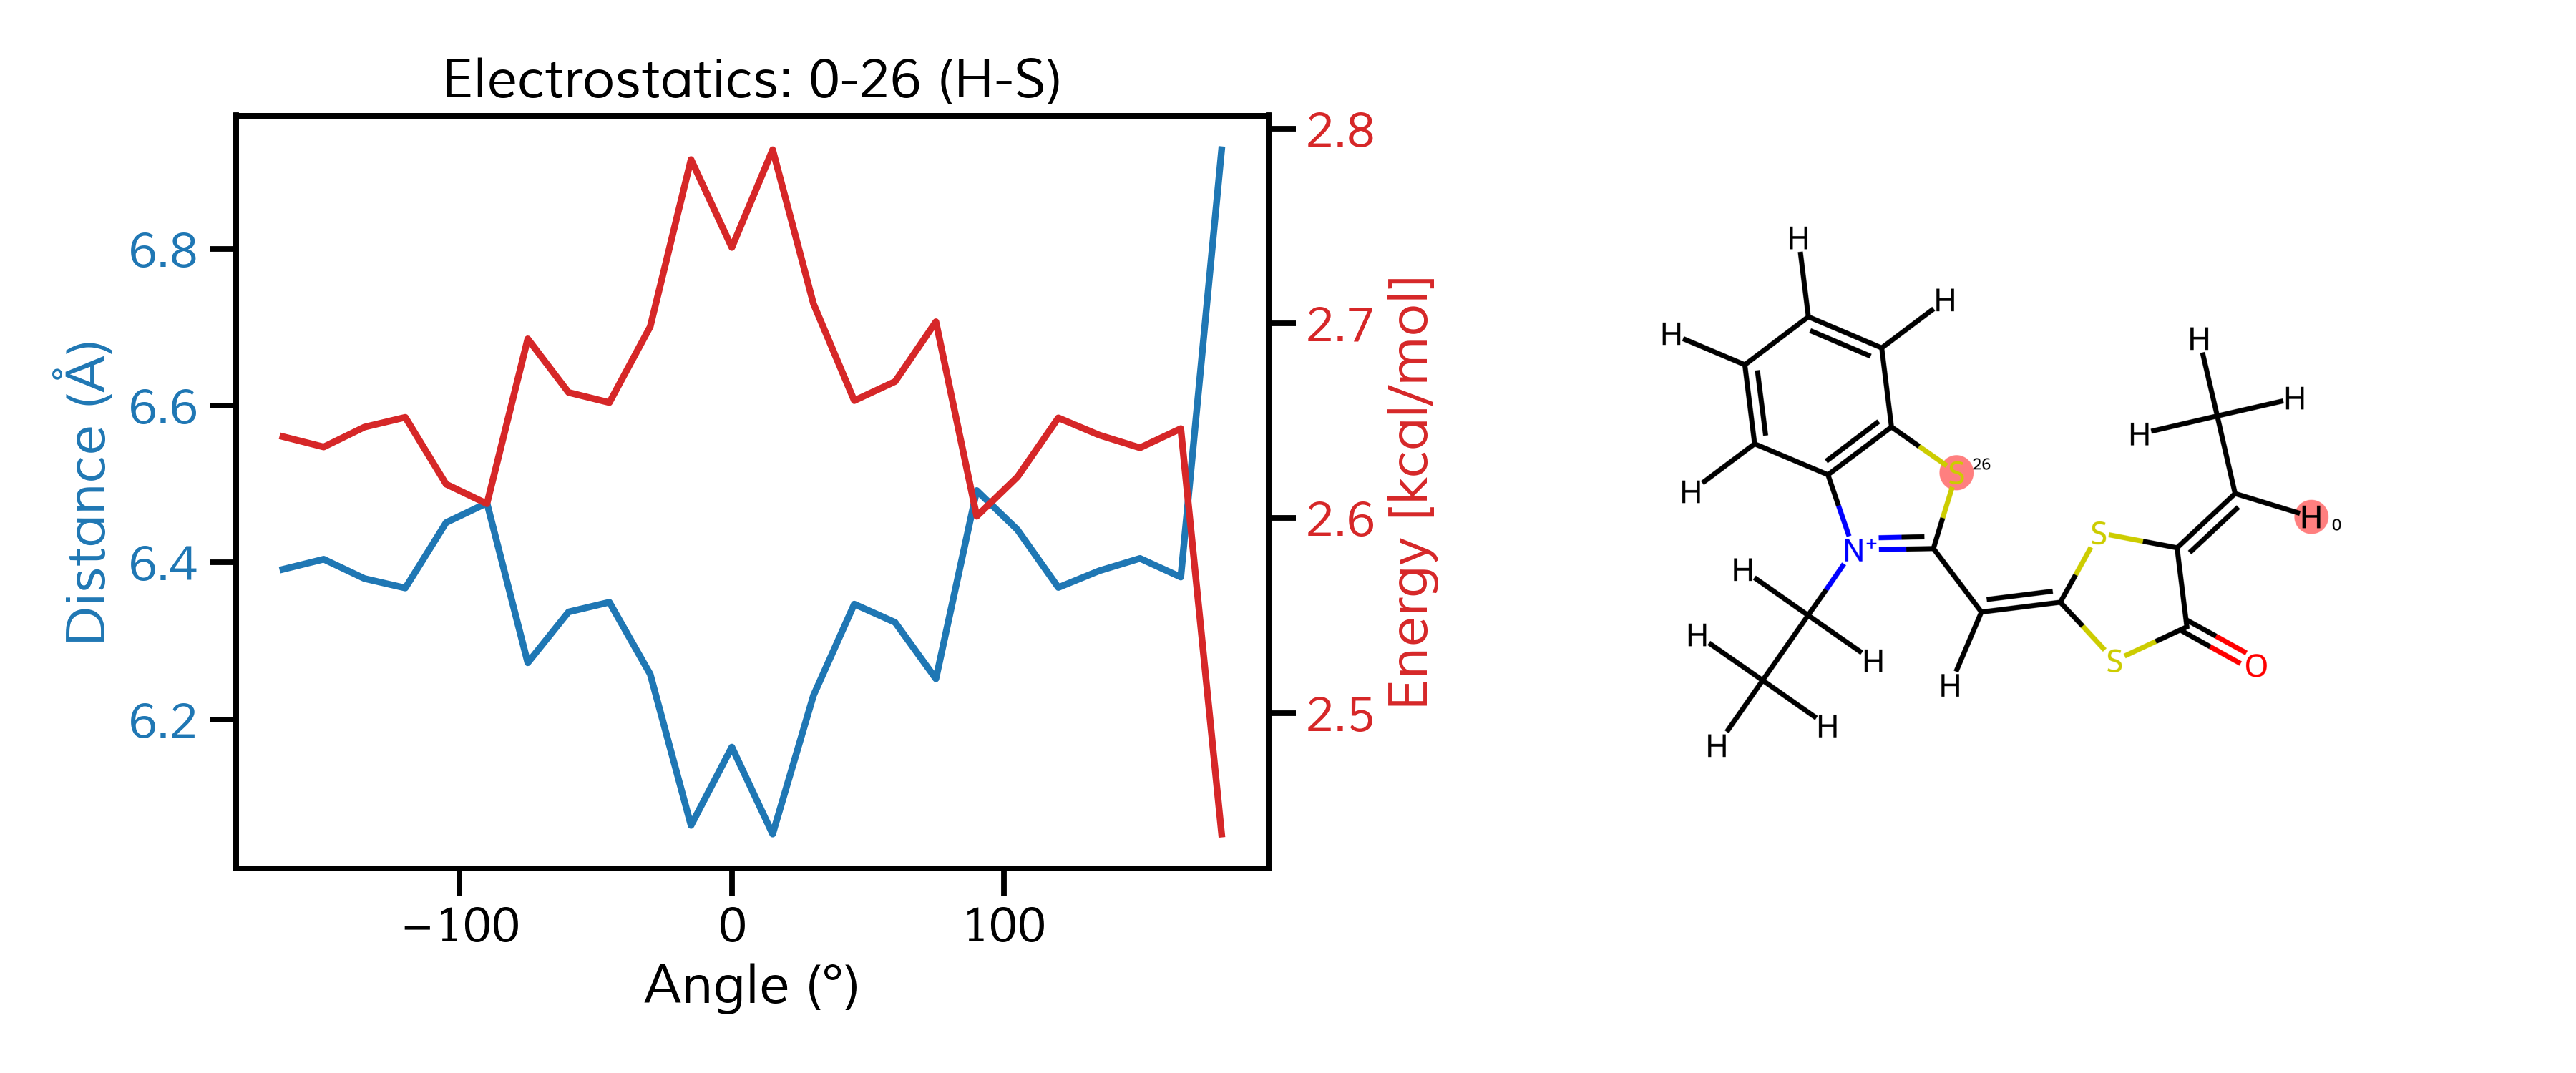 Electrostatics: 0-26 (H-S)
Distance (Å)
6.8
6.6
6.4
6.2
2.8
2.7
2.6
2.5
Energy [kcal/mol]
−100 0 100
Angle (°)
H
H
H
H
H
H
H
S 26
H 0
S
N⁺
H
H
H
S
O
H
H
H